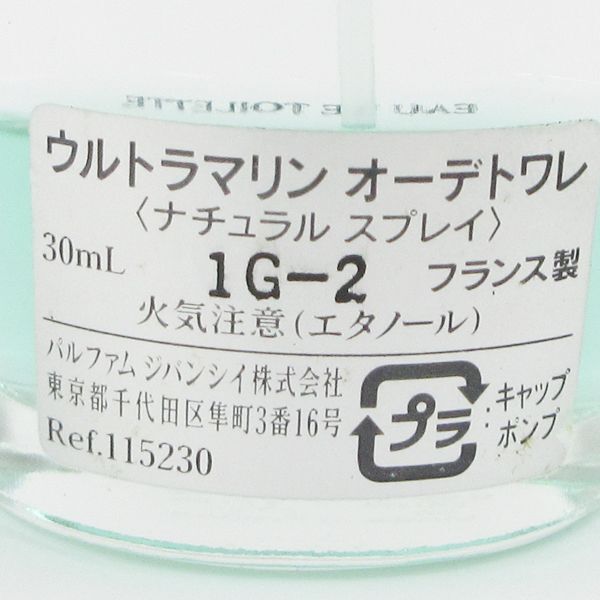 EAU DE TOILETTE
ウルトラマリン オーデトワレ
〈ナチュラル スプレイ〉
30mL 1G-2 フランス製
火気注意(エタノール)
パルファム ジバンシイ株式会社
東京都千代田区隼町3番16号
Ref.115230
プラ
:キャップ
ポンプ